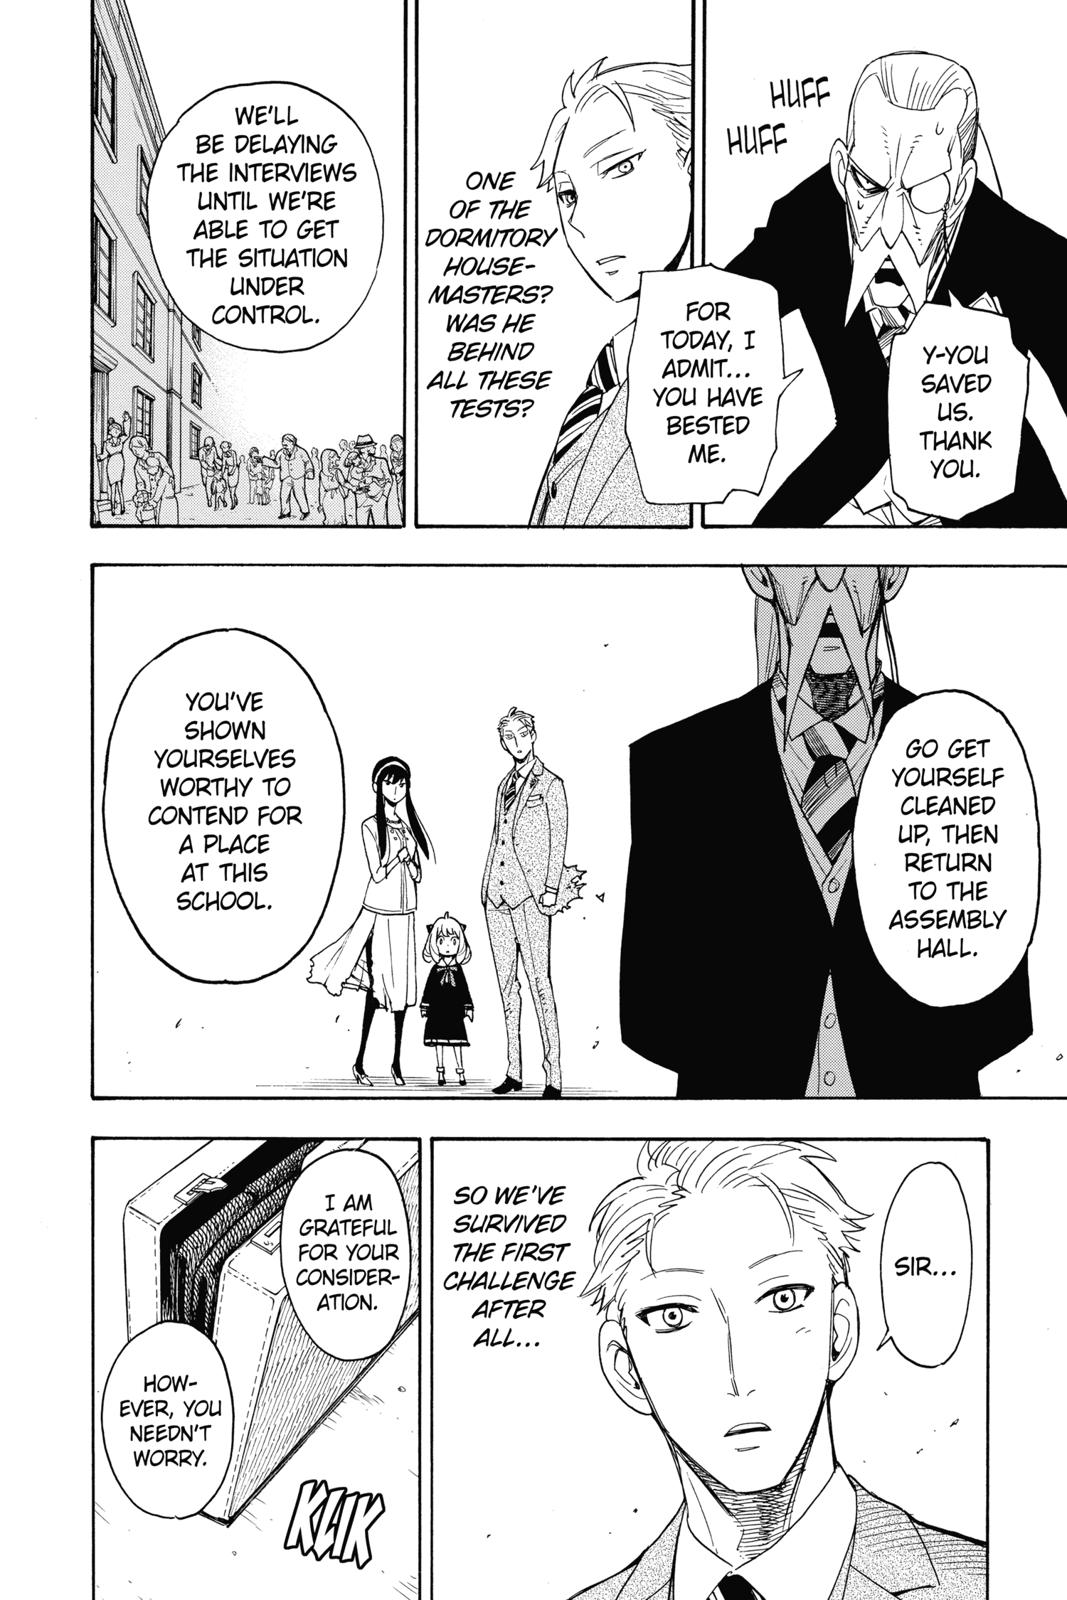 HUFF
HUFF
Y-YOU
SAVED
US.
THANK
YOU.
FOR
TODAY, I
ADMIT...
YOU HAVE
BESTED
ME.
ONE
OF THE
DORMITORY
HOUSE-
MASTERS?
WAS HE
BEHIND
ALL THESE
TESTS?
WE'LL
BE DELAYING
THE INTERVIEWS
UNTIL WE'RE
ABLE TO GET
THE SITUATION
UNDER
CONTROL.
GO GET
YOURSELF
CLEANED
UP, THEN
RETURN
TO THE
ASSEMBLY
HALL.
YOU'VE
SHOWN
YOURSELVES
WORTHY TO
CONTEND FOR
A PLACE
AT THIS
SCHOOL.
SIR...
SO WE'VE
SURVIVED
THE FIRST
CHALLENGE
AFTER
ALL...
I AM
GRATEFUL
FOR YOUR
CONSIDER-
ATION.
HOW-
EVER, YOU
NEEDN'T
WORRY.
KLIK